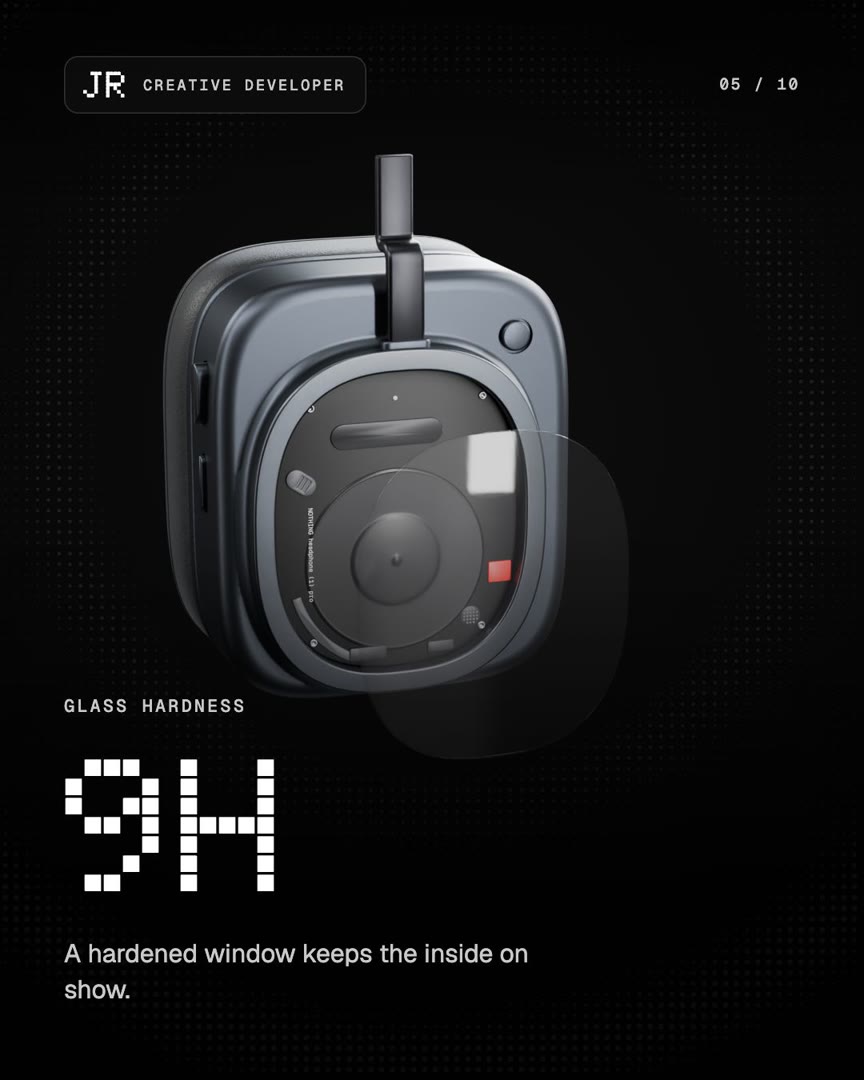 JR CREATIVE DEVELOPER
05 / 10
NOTHING headphone (1) pro
GLASS HARDNESS
9H
A hardened window keeps the inside on
show.